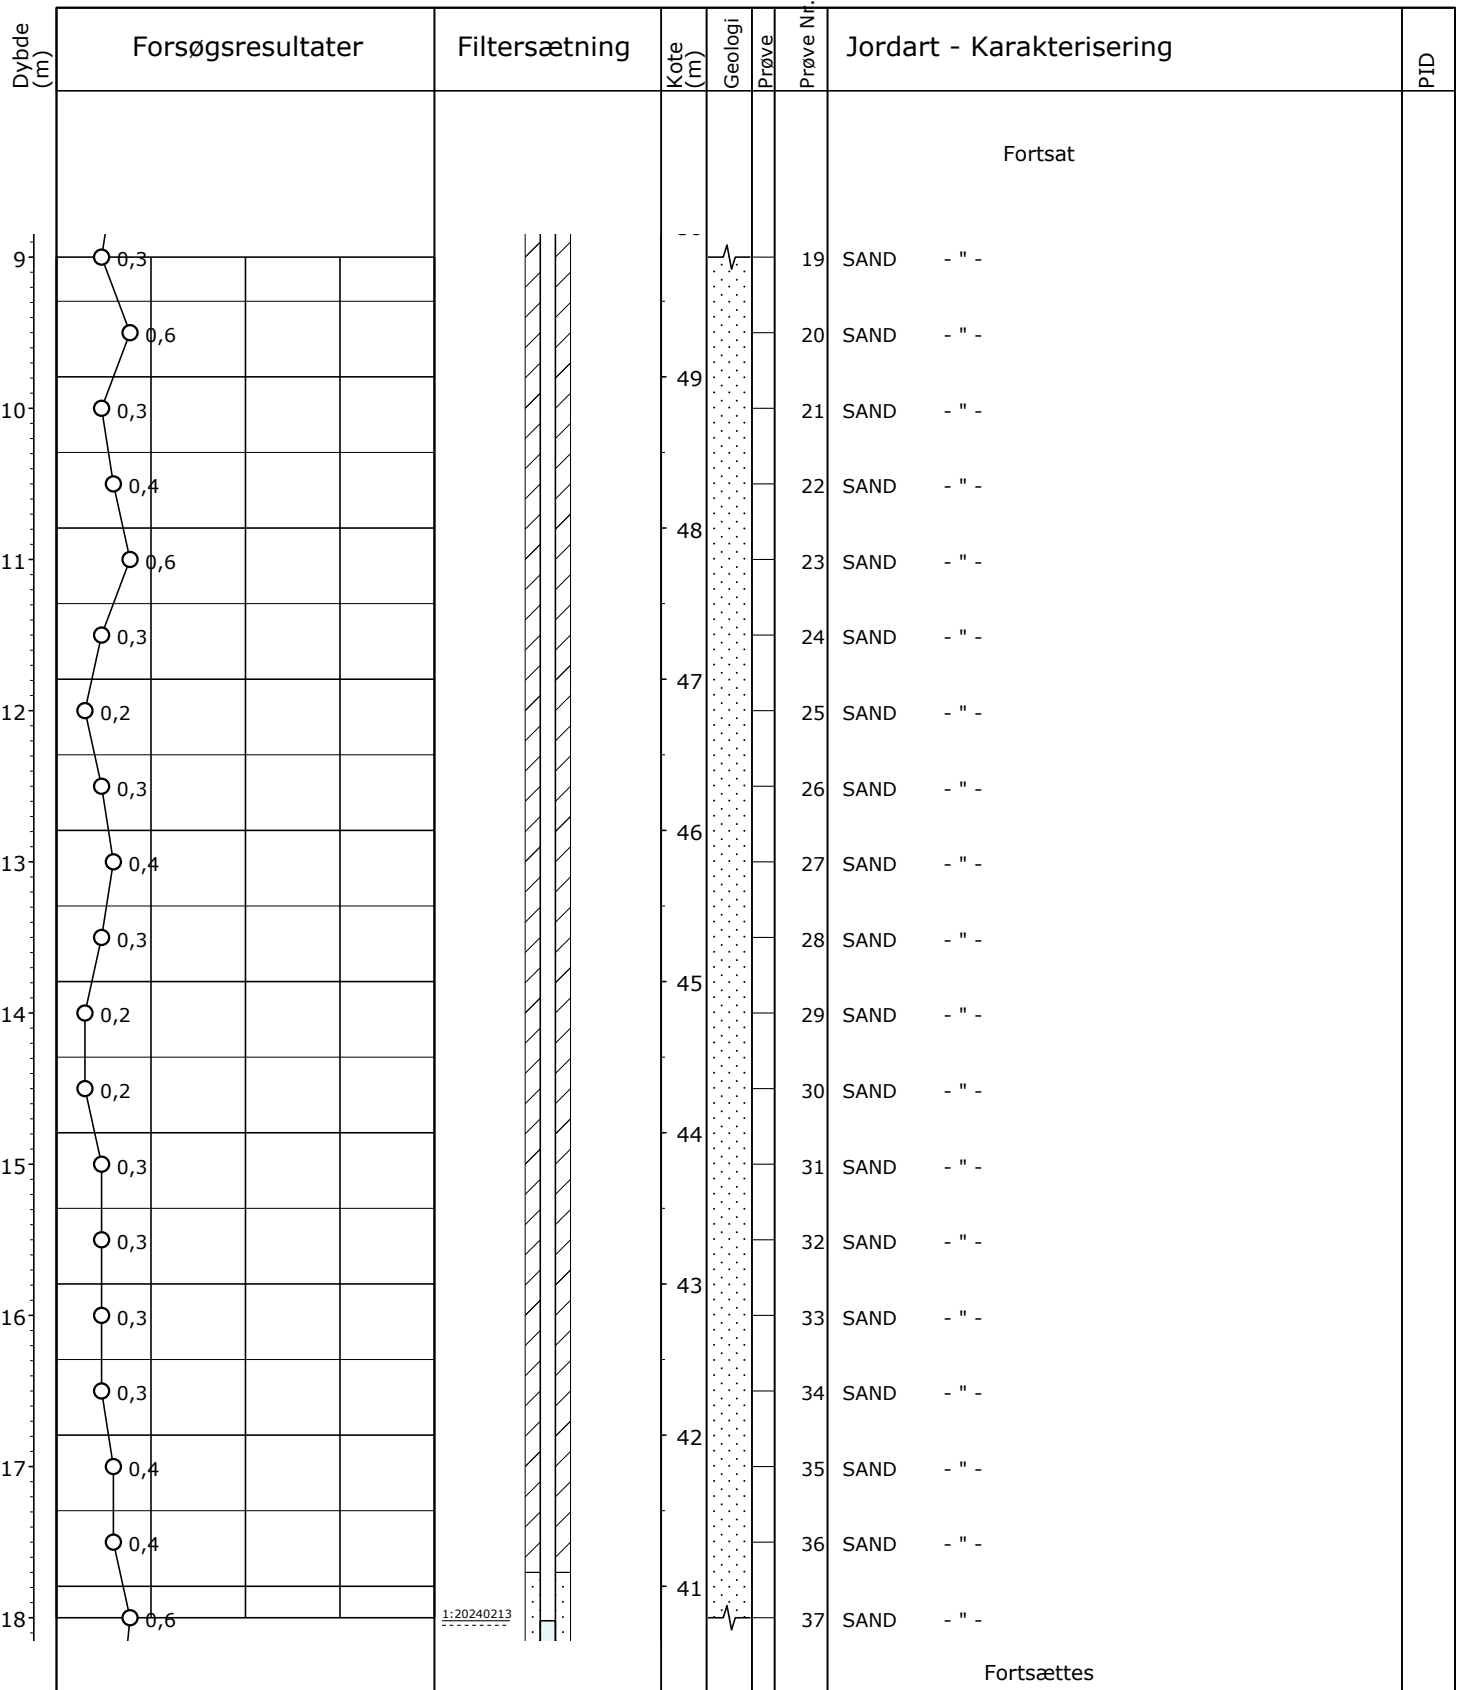 Dybde (m) Forsøgsresultater Filtersætning Kote (m) Geologi Prøve Prøve Nr. Jordart - Karakterisering PID
Fortsat
9 0,3 19 SAND - " -
0,6 20 SAND - " -
49
10 0,3 21 SAND - " -
0,4 22 SAND - " -
48
11 0,6 23 SAND - " -
0,3 24 SAND - " -
47
12 0,2 25 SAND - " -
0,3 26 SAND - " -
46
13 0,4 27 SAND - " -
0,3 28 SAND - " -
45
14 0,2 29 SAND - " -
0,2 30 SAND - " -
44
15 0,3 31 SAND - " -
0,3 32 SAND - " -
43
16 0,3 33 SAND - " -
0,3 34 SAND - " -
42
17 0,4 35 SAND - " -
0,4 36 SAND - " -
41
1:20240213
18 0,6 37 SAND - " -
Fortsættes